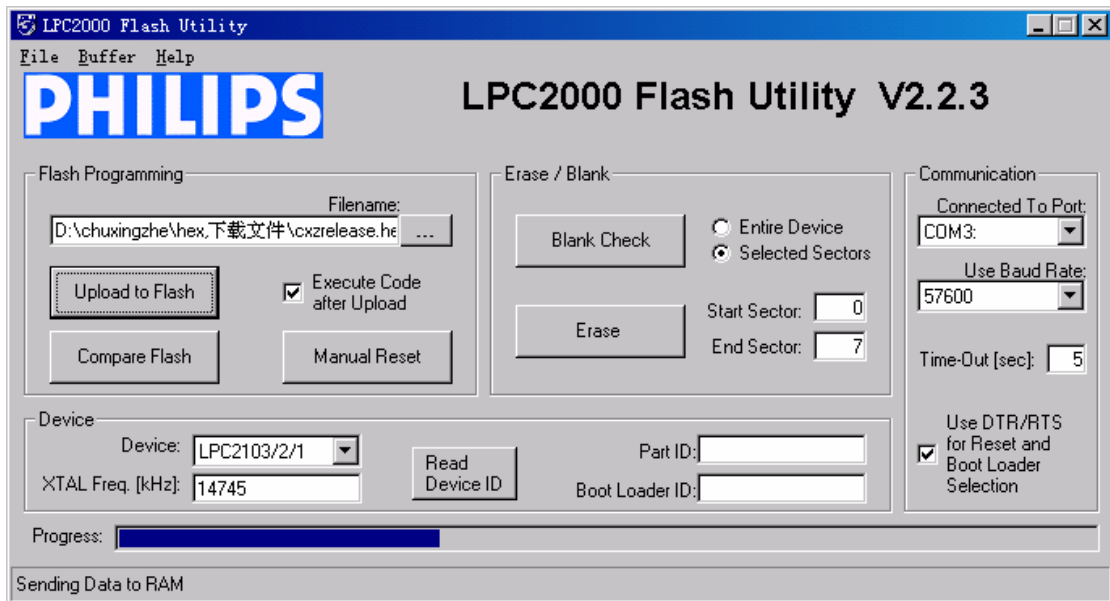 LPC2000 Flash Utility
File Buffer Help
PHILIPS
LPC2000 Flash Utility V2.2.3
Flash Programming
Filename:
D:\chuxingzhe\hex,下载文件\cxzrelease.he
...
Upload to Flash
Execute Code
after Upload
Compare Flash
Manual Reset
Erase / Blank
Blank Check
Entire Device
Selected Sectors
Erase
Start Sector: 0
End Sector: 7
Communication
Connected To Port:
COM3:
Use Baud Rate:
57600
Time-Out [sec]: 5
Use DTR/RTS
for Reset and
Boot Loader
Selection
Device
Device: LPC2103/2/1
XTAL Freq. [kHz]: 14745
Read
Device ID
Part ID:
Boot Loader ID:
Progress:
Sending Data to RAM